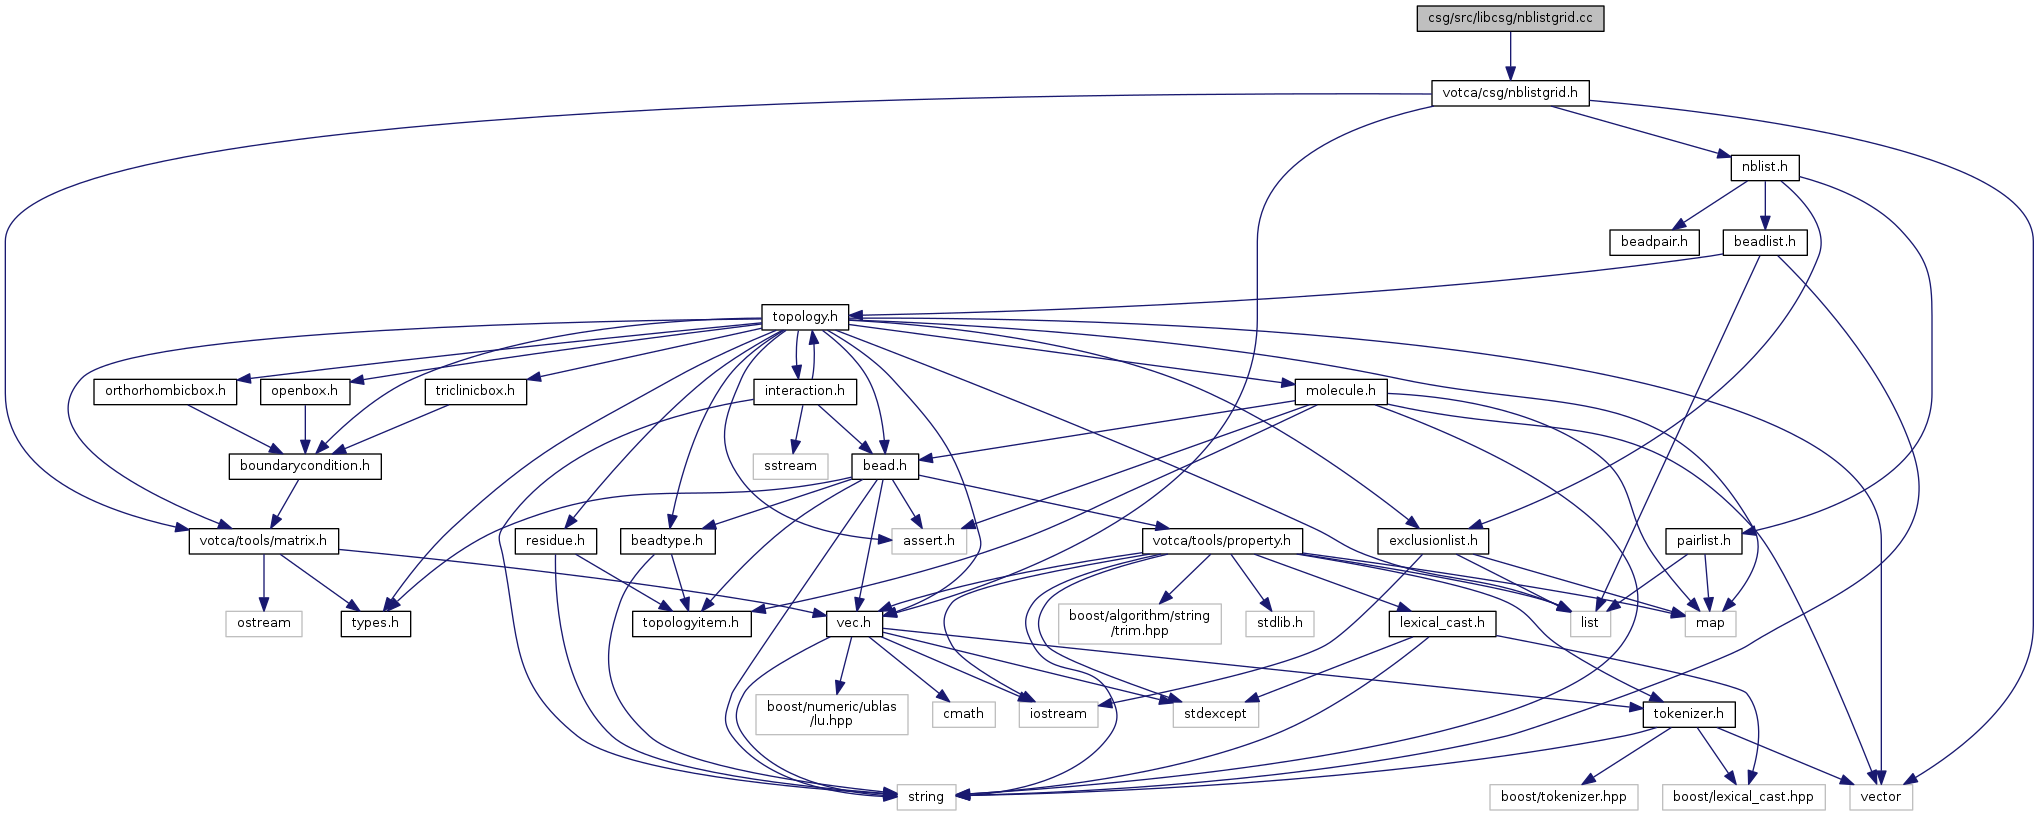 csg/src/libcsg/nblistgrid.cc
votca/csg/nblistgrid.h
nblist.h
beadpair.h
beadlist.h
topology.h
orthorhombicbox.h
openbox.h
triclinicbox.h
interaction.h
molecule.h
boundarycondition.h
sstream
bead.h
votca/tools/matrix.h
residue.h
beadtype.h
assert.h
votca/tools/property.h
exclusionlist.h
pairlist.h
ostream
types.h
topologyitem.h
vec.h
boost/algorithm/string
/trim.hpp
stdlib.h
lexical_cast.h
list
map
boost/numeric/ublas
/lu.hpp
cmath
iostream
stdexcept
tokenizer.h
string
boost/tokenizer.hpp
boost/lexical_cast.hpp
vector